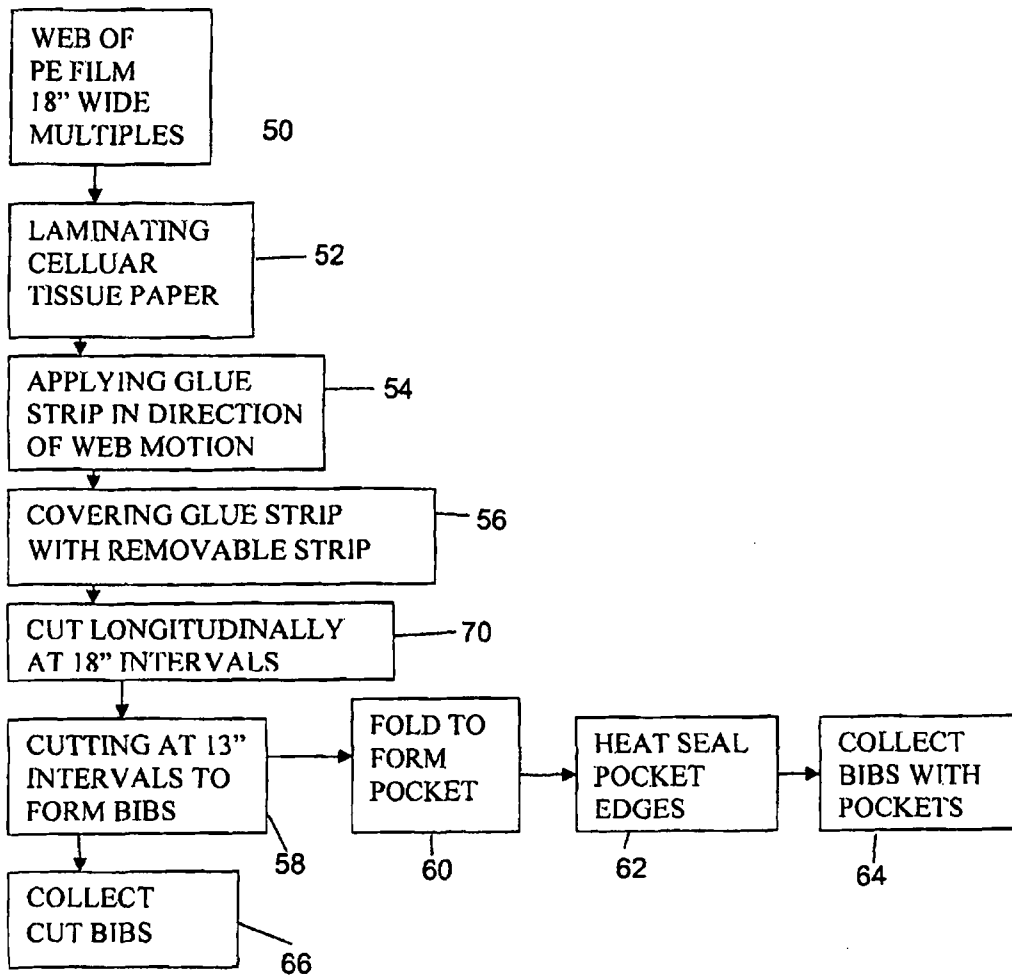 WEB OF
PE FILM
18" WIDE
MULTIPLES
50
LAMINATING
CELLUAR
TISSUE PAPER
52
APPLYING GLUE
STRIP IN DIRECTION
OF WEB MOTION
54
COVERING GLUE STRIP
WITH REMOVABLE STRIP
56
CUT LONGITUDINALLY
AT 18" INTERVALS
70
CUTTING AT 13"
INTERVALS TO
FORM BIBS
58
FOLD TO
FORM
POCKET
60
HEAT SEAL
POCKET
EDGES
62
COLLECT
BIBS WITH
POCKETS
64
COLLECT
CUT BIBS
66